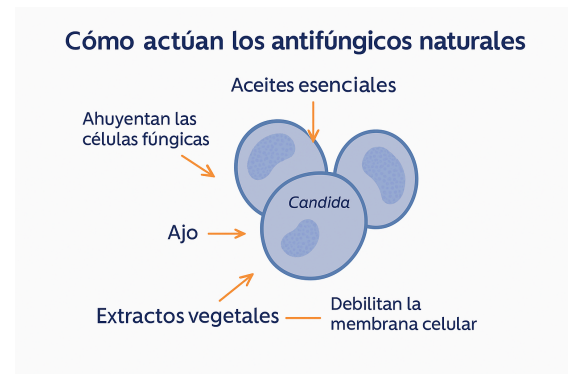 Cómo actúan los antifúngicos naturales
Aceites esenciales
Ahuyentan las
células fúngicas
Candida
Ajo
Extractos vegetales
Debilitan la
membrana celular